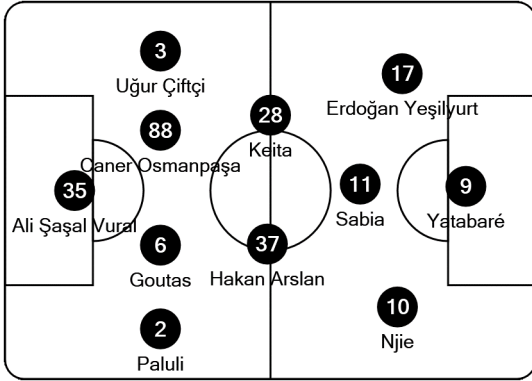 3
Uğur Çiftçi
88
Caner Osmanpaşa
35
Ali Şaşal Vural
6
Goutas
2
Paluli
28
Keita
37
Hakan Arslan
17
Erdoğan Yeşilyurt
11
Sabia
9
Yatabaré
10
Njie